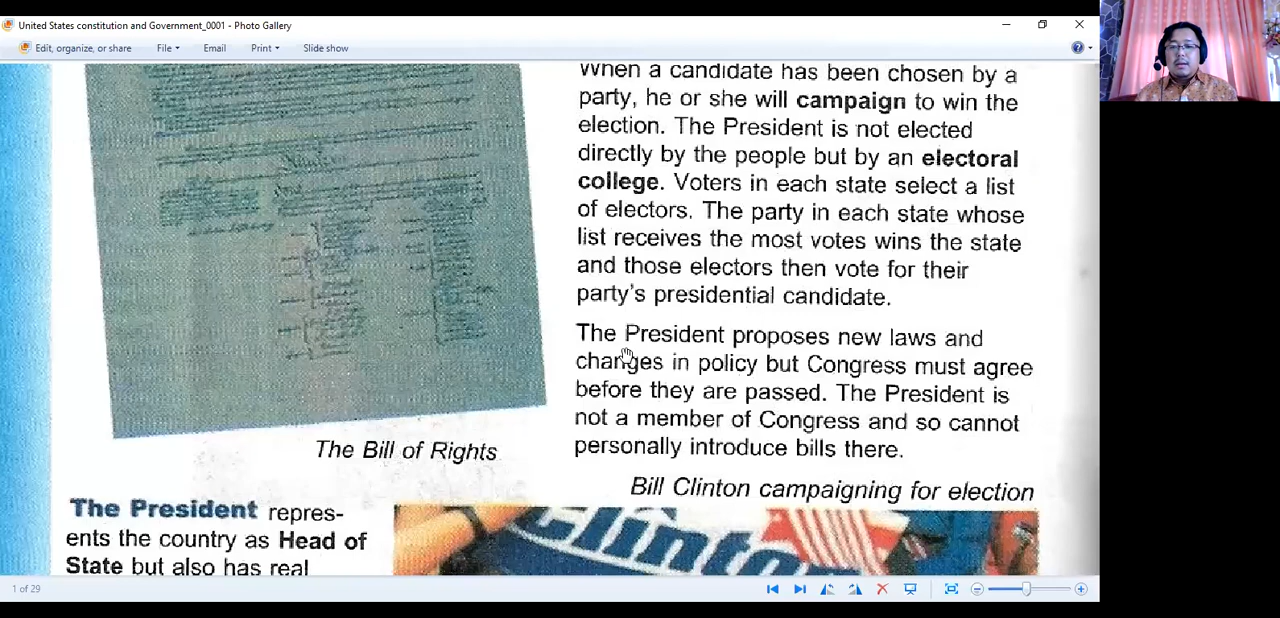 United States constitution and Government_0001 - Photo Gallery
Edit, organize, or share File Email Print Slide show
When a candidate has been chosen by a
party, he or she will campaign to win the
election. The President is not elected
directly by the people but by an electoral
college. Voters in each state select a list
of electors. The party in each state whose
list receives the most votes wins the state
and those electors then vote for their
party's presidential candidate.
The President proposes new laws and
changes in policy but Congress must agree
before they are passed. The President is
not a member of Congress and so cannot
personally introduce bills there.
The Bill of Rights
Bill Clinton campaigning for election
The President repres-
ents the country as Head of
State but also has real
Clinton
1 of 29